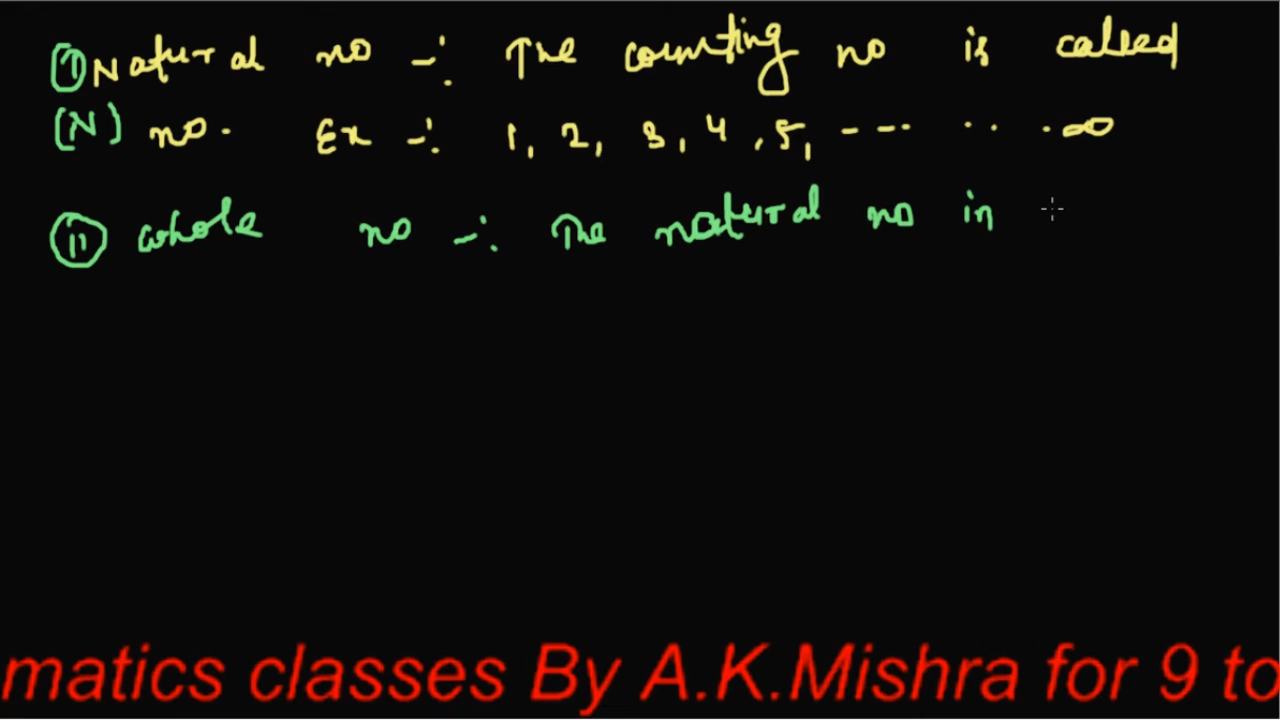 (I) Natural no -: The counting no is called
(N) no. Ex -: 1, 2, 3, 4, 5, --- .. . ∞
(II) whole no -: The natural no in
matics classes By A.K.Mishra for 9 to